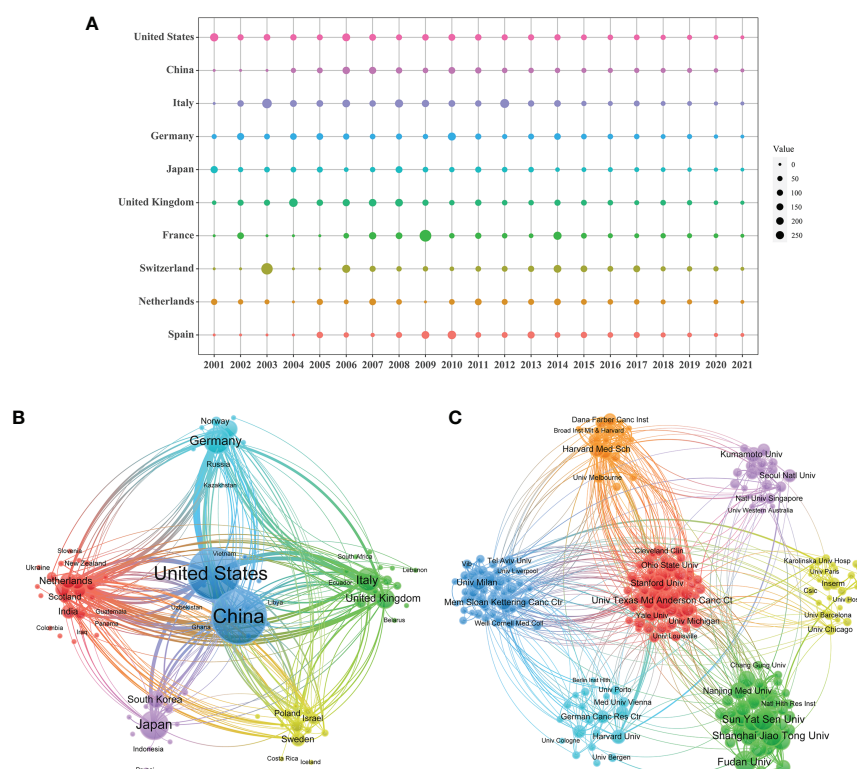 A
United States
China
Italy
Germany
Japan
United Kingdom
France
Switzerland
Netherlands
Spain
2001 2002 2003 2004 2005 2006 2007 2008 2009 2010 2011 2012 2013 2014 2015 2016 2017 2018 2019 2020 2021
Value
0
50
100
150
200
250
B
Norway
Germany
Russia
Kazakhstan
Slovenia
Ukraine
New Zealand
Netherlands
Scotland
India
Guatemala
Panama
Colombia
Iraq
Vietnam
United States
Uzbekistan
China
Ghana
Libya
South Africa
Lebanon
Ecuador
Italy
United Kingdom
Belarus
South Korea
Japan
Indonesia
Poland
Israel
Sweden
Costa Rica
Iceland
C
Dana Farber Canc Inst
Broad Inst Mit & Harvard
Harvard Med Sch
Univ Melbourne
Kumamoto Univ
Seoul Natl Univ
Natl Univ Singapore
Univ Western Australia
Vib
Tel Aviv Univ
Univ Liverpool
Univ Milan
Mem Sloan Kettering Canc Ctr
Weill Cornell Med Coll
Cleveland Clin
Ohio State Univ
Stanford Univ
Univ Texas Md Anderson Canc Ct
Yale Univ
Univ Michigan
Univ Louisville
Karolinska Univ Hosp
Univ Paris
Inserm
Csic
Univ Hos
Univ Barcelona
Univ Chicago
Berlin Inst Hlth
Univ Porto
Med Univ Vienna
German Canc Res Ctr
Harvard Univ
Univ Cologne
Univ Bergen
Chang Gung Univ
Nanjing Med Univ
Natl Hlth Res Inst
Sun Yat Sen Univ
Shanghai Jiao Tong Univ
Fudan Univ